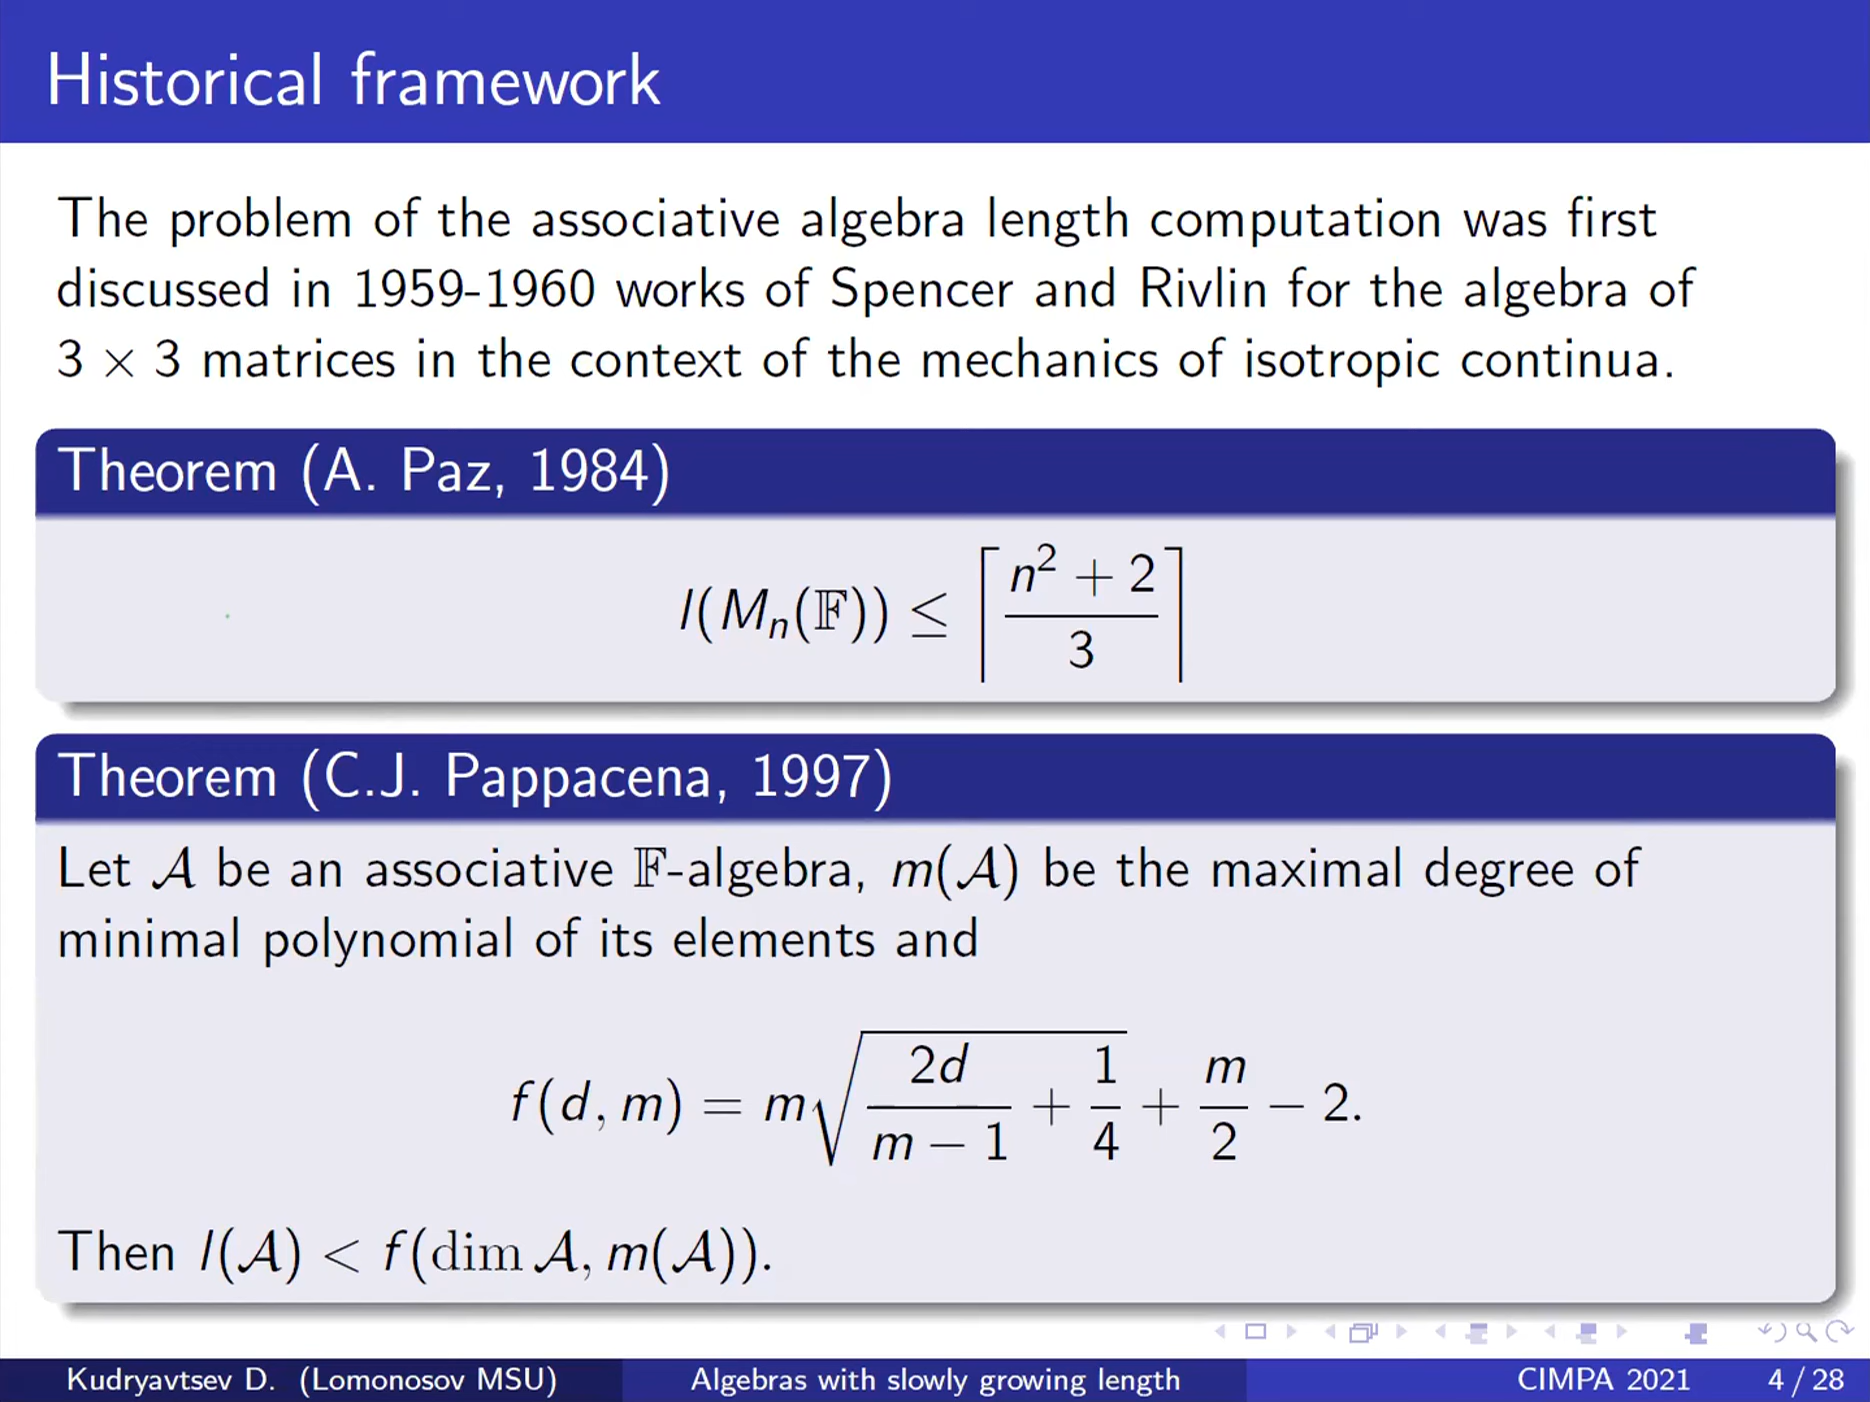 Historical framework
The problem of the associative algebra length computation was first
discussed in 1959-1960 works of Spencer and Rivlin for the algebra of
3 × 3 matrices in the context of the mechanics of isotropic continua.
Theorem (A. Paz, 1984)
l(Mₙ(𝔽)) ≤ ⌈(n² + 2)/3⌉
Theorem (C.J. Pappacena, 1997)
Let 𝒜 be an associative 𝔽-algebra, m(𝒜) be the maximal degree of
minimal polynomial of its elements and
f(d, m) = m√(2d/(m − 1) + 1/4) + m/2 − 2.
Then l(𝒜) < f(dim 𝒜, m(𝒜)).
Kudryavtsev D. (Lomonosov MSU) Algebras with slowly growing length CIMPA 2021 4 / 28